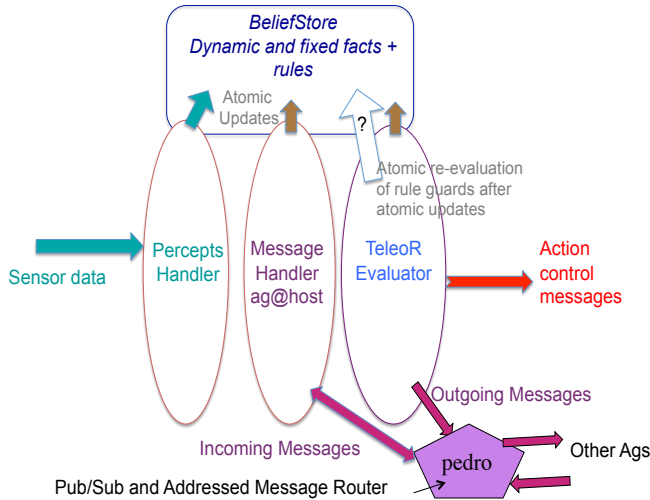 BeliefStore
Dynamic and fixed facts +
rules
Atomic
Updates
?
Atomic re-evaluation
of rule guards after
atomic updates
Sensor data
Percepts
Handler
Message
Handler
ag@host
TeleoR
Evaluator
Action
control
messages
Outgoing Messages
Incoming Messages
pedro
Other Ags
Pub/Sub and Addressed Message Router